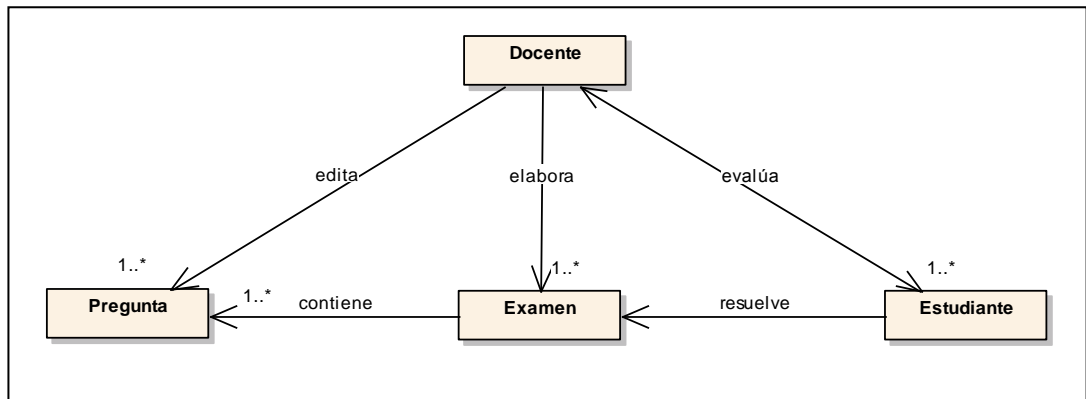 Docente
edita
elabora
evalúa
1..*
1..*
1..*
1..*
contiene
resuelve
Pregunta
Examen
Estudiante